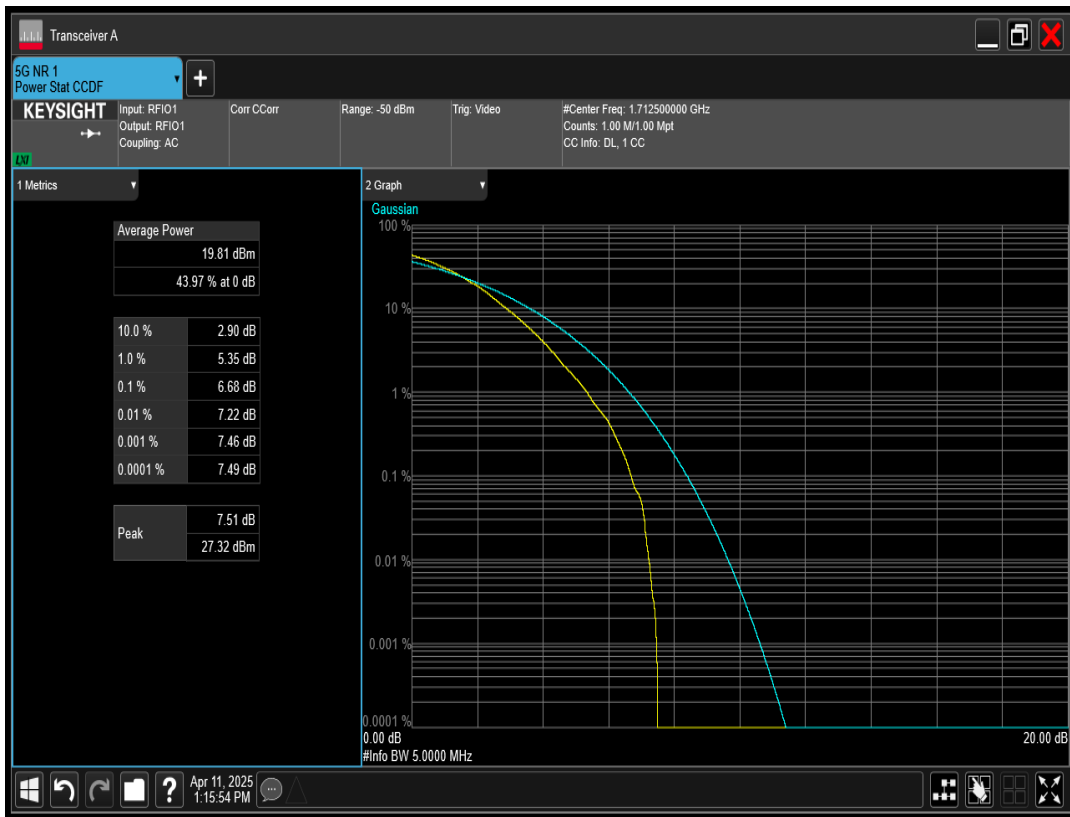 Transceiver A
5G NR 1
Power Stat CCDF
+
KEYSIGHT
LXI
Input: RFIO1
Output: RFIO1
Coupling: AC
Corr CCorr
Range: -50 dBm
Trig: Video
#Center Freq: 1.712500000 GHz
Counts: 1.00 M/1.00 Mpt
CC Info: DL, 1 CC
1 Metrics
Average Power
19.81 dBm
43.97 % at 0 dB
10.0 % 2.90 dB
1.0 % 5.35 dB
0.1 % 6.68 dB
0.01 % 7.22 dB
0.001 % 7.46 dB
0.0001 % 7.49 dB
Peak 7.51 dB
27.32 dBm
2 Graph
Gaussian
100 %
10 %
1 %
0.1 %
0.01 %
0.001 %
0.0001 %
0.00 dB 20.00 dB
#Info BW 5.0000 MHz
?
Apr 11, 2025
1:15:54 PM